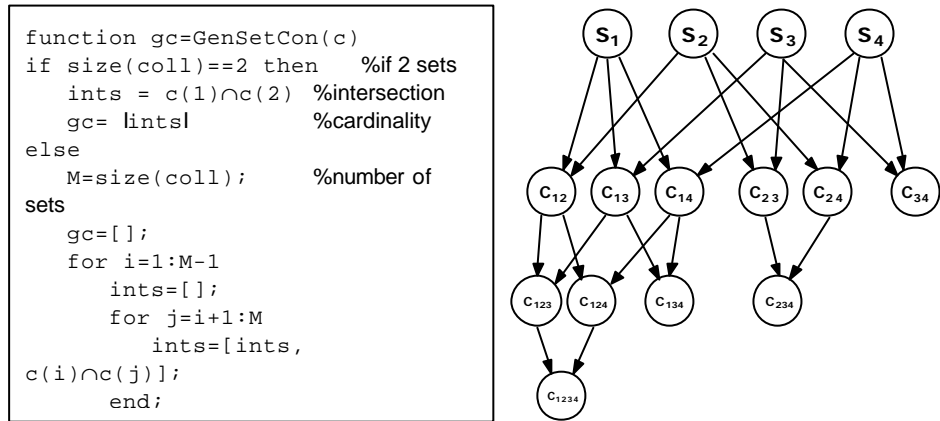 function gc=GenSetCon(c)
if size(coll)==2 then %if 2 sets
ints = c(1)∩c(2) %intersection
gc= |ints| %cardinality
else
M=size(coll); %number of
sets
gc=[];
for i=1:M-1
ints=[];
for j=i+1:M
ints=[ints,
c(i)∩c(j)];
end;
S1 S2 S3 S4
C12 C13 C14 C23 C24 C34
C123 C124 C134 C234
C1234